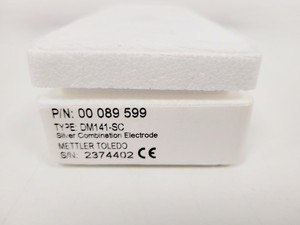 P/N: 00 089 599
TYPE: DM141-SC
Silver Combination Electrode
METTLER TOLEDO
S/N: 2374402 CE